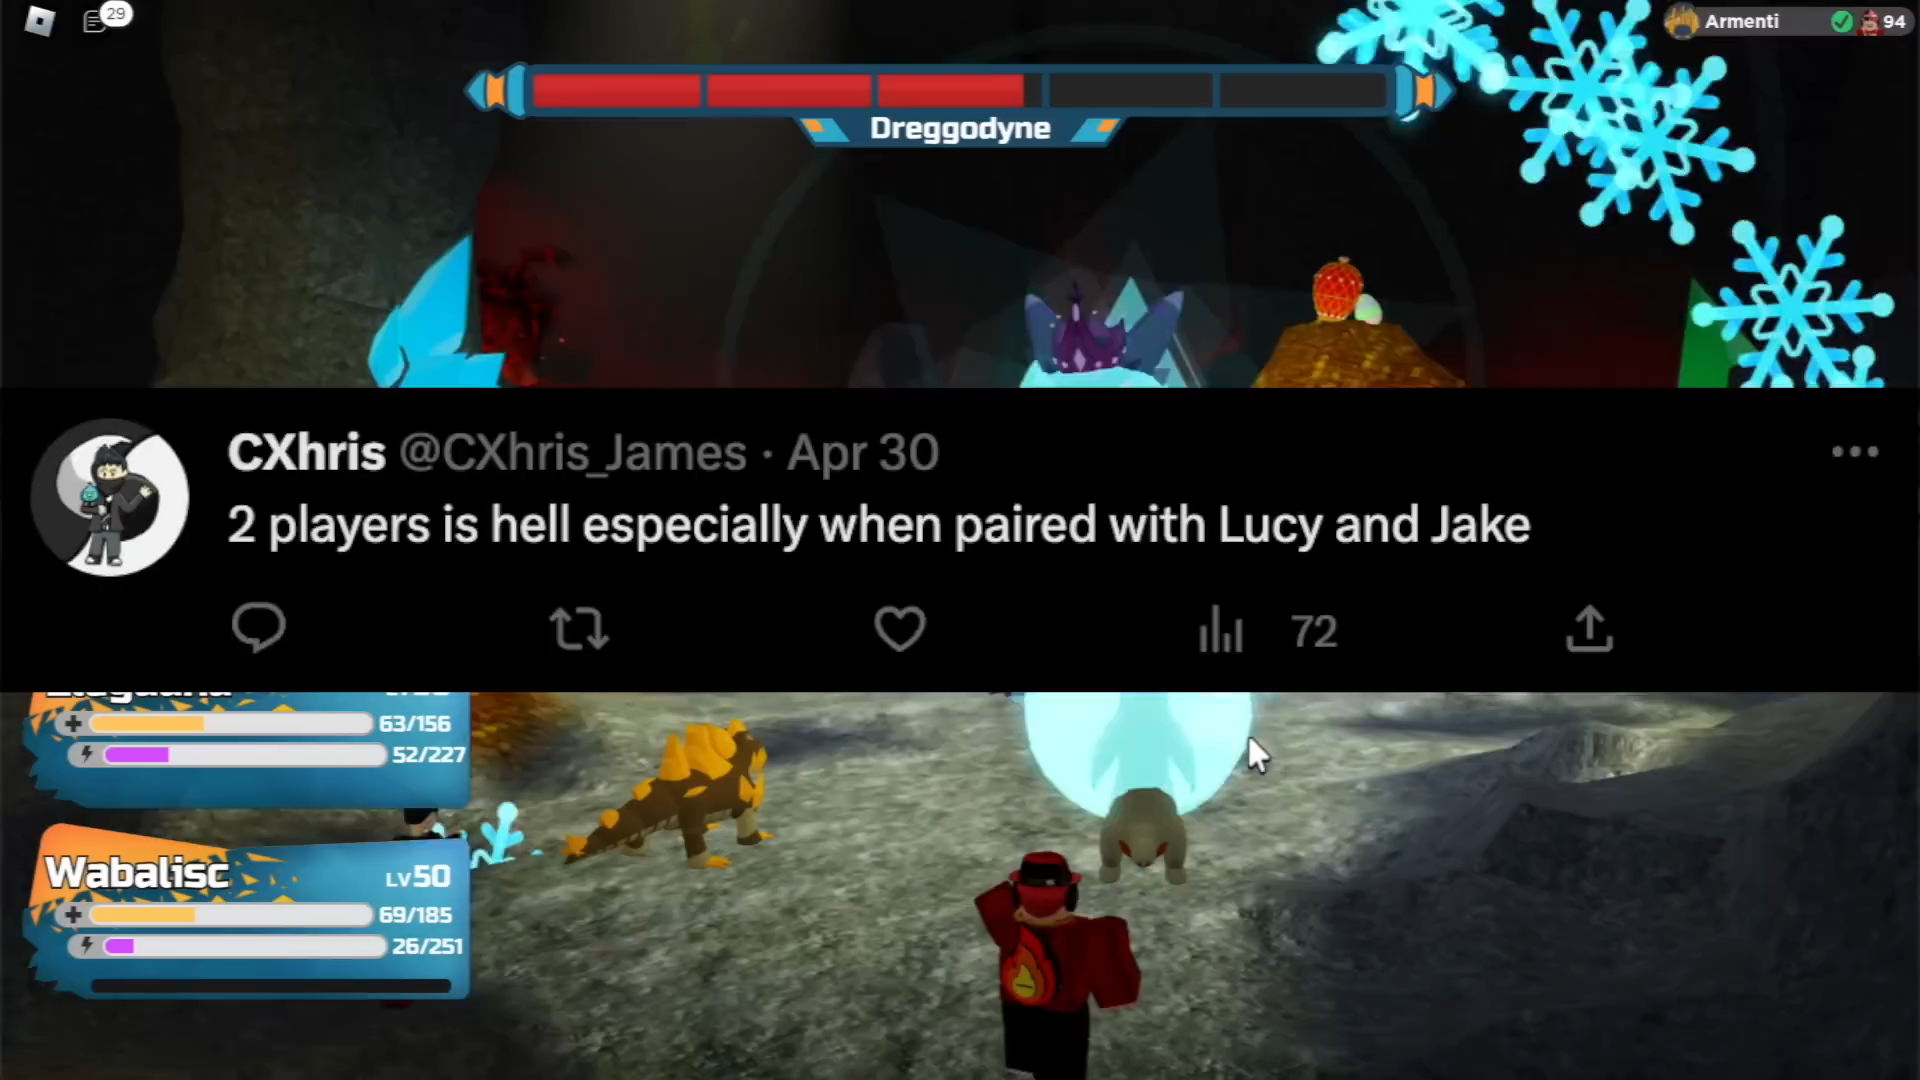 29
Armenti 94
Dreggodyne
CXhris @CXhris_James · Apr 30
2 players is hell especially when paired with Lucy and Jake
72
63/156
52/227
Wabalisc LV50
69/185
26/251